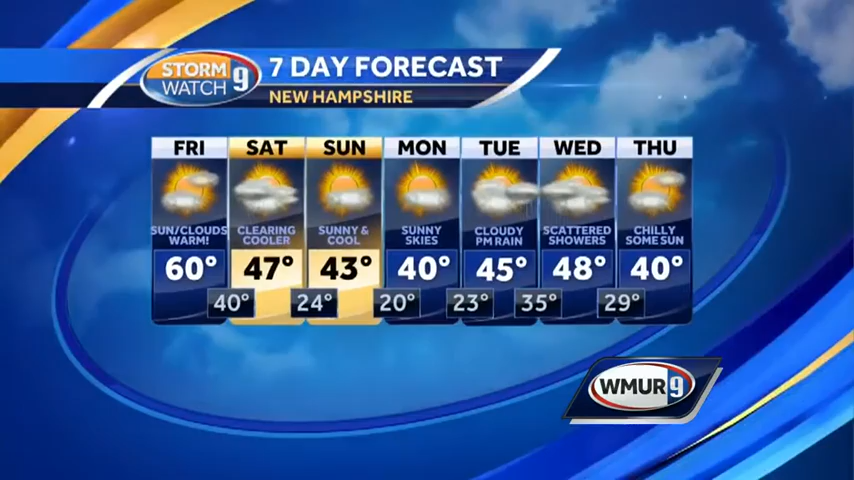 STORM
WATCH 9
7 DAY FORECAST
NEW HAMPSHIRE
FRI SAT SUN MON TUE WED THU
SUN/CLOUDS WARM! CLEARING COOLER SUNNY & COOL SUNNY SKIES CLOUDY PM RAIN SCATTERED SHOWERS CHILLY SOME SUN
60° 47° 43° 40° 45° 48° 40°
40° 24° 20° 23° 35° 29°
WMUR 9